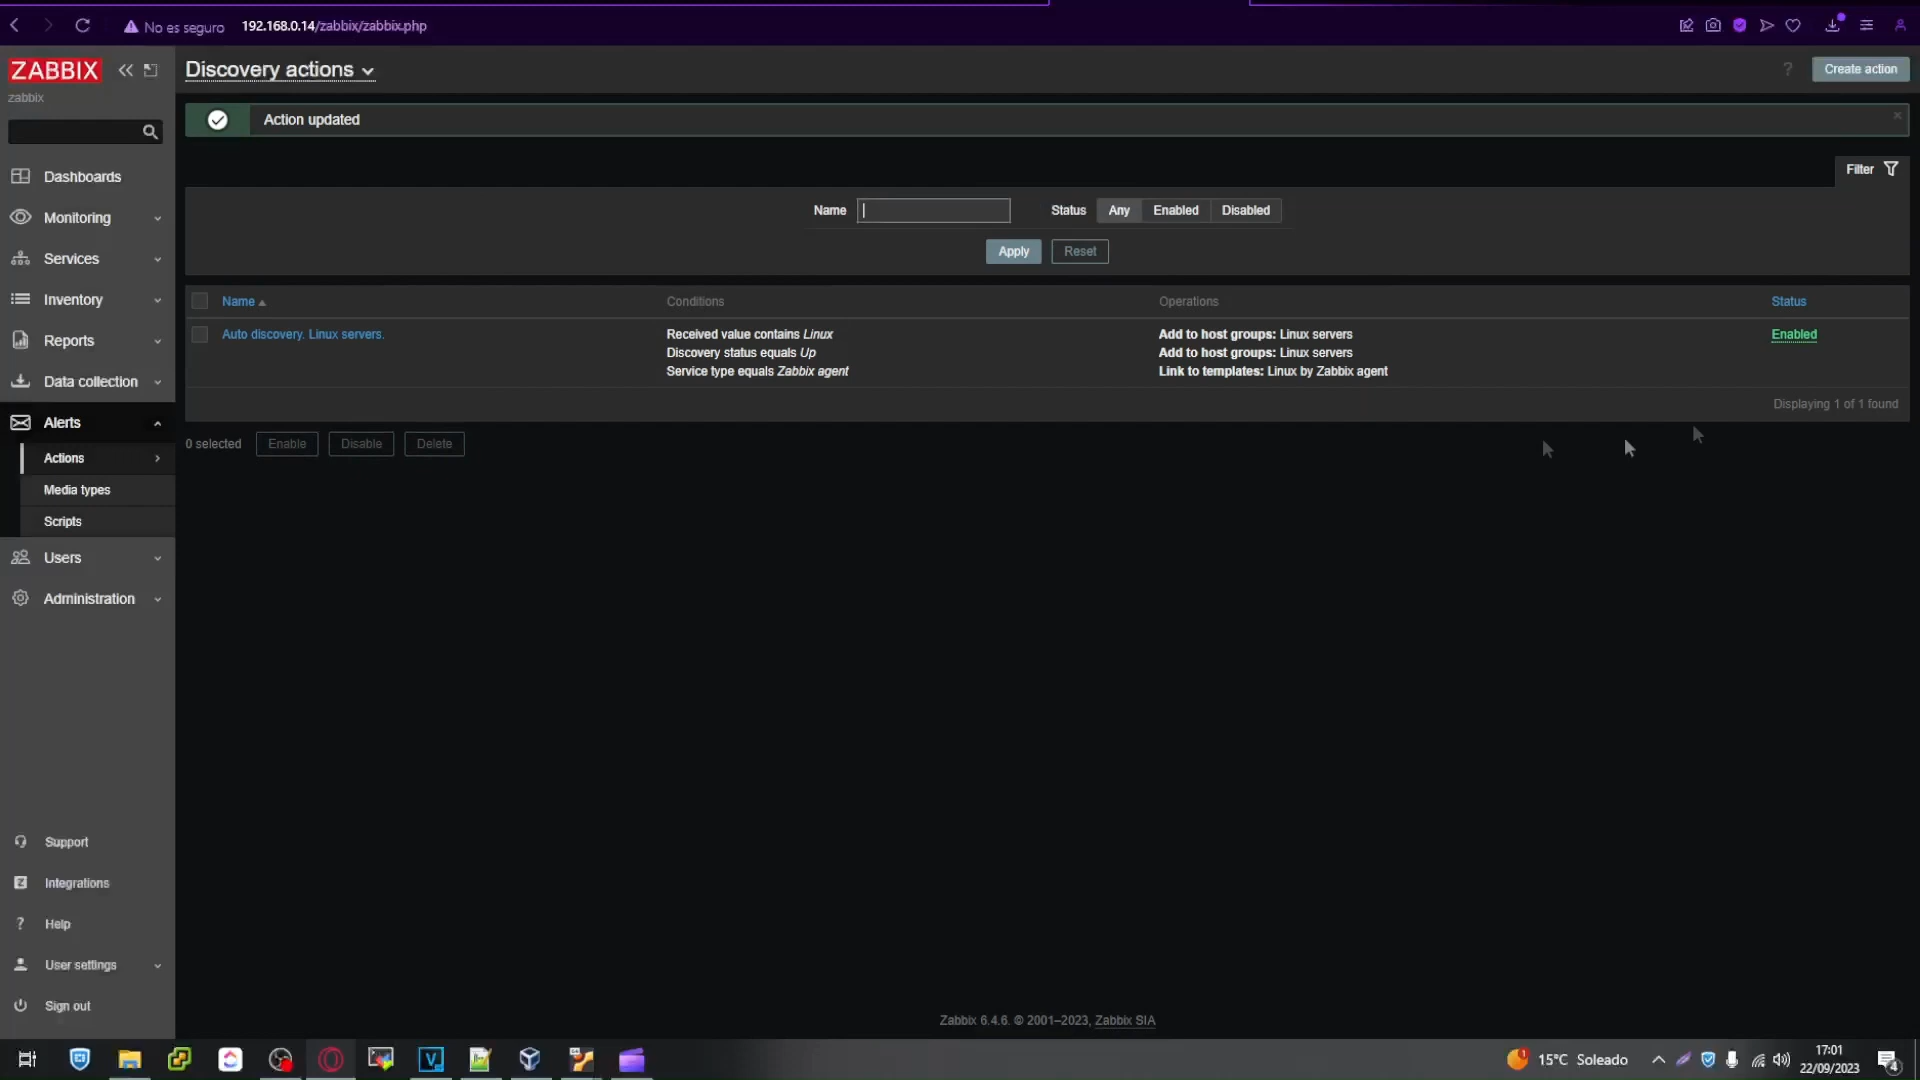 No es seguro
192.168.0.14/zabbix/zabbix.php
ZABBIX
zabbix
Discovery actions
?
Create action
Action updated
Filter
Name
Status
Any
Enabled
Disabled
Apply
Reset
Name
Conditions
Operations
Status
Auto discovery. Linux servers.
Received value contains Linux
Discovery status equals Up
Service type equals Zabbix agent
Add to host groups: Linux servers
Add to host groups: Linux servers
Link to templates: Linux by Zabbix agent
Enabled
Displaying 1 of 1 found
0 selected
Enable
Disable
Delete
Dashboards
Monitoring
Services
Inventory
Reports
Data collection
Alerts
Actions
Media types
Scripts
Users
Administration
Support
Integrations
? Help
User settings
Sign out
Zabbix 6.4.6. © 2001–2023, Zabbix SIA
15°C Soleado
17:01
22/09/2023
4